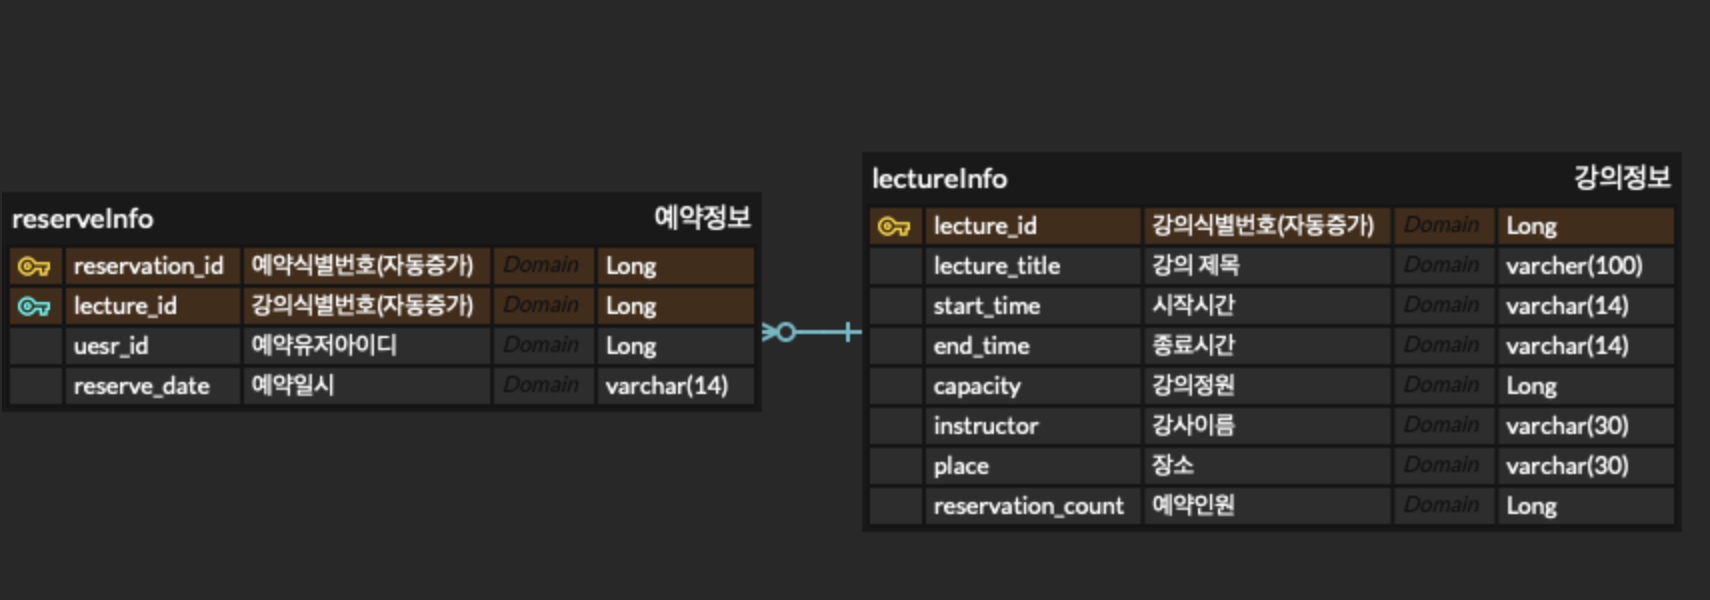 reserveInfo 예약정보
reservation_id 예약식별번호(자동증가) Domain Long
lecture_id 강의식별번호(자동증가) Domain Long
uesr_id 예약유저아이디 Domain Long
reserve_date 예약일시 Domain varchar(14)
lectureInfo 강의정보
lecture_id 강의식별번호(자동증가) Domain Long
lecture_title 강의 제목 Domain varcher(100)
start_time 시작시간 Domain varchar(14)
end_time 종료시간 Domain varchar(14)
capacity 강의정원 Domain Long
instructor 강사이름 Domain varchar(30)
place 장소 Domain varchar(30)
reservation_count 예약인원 Domain Long